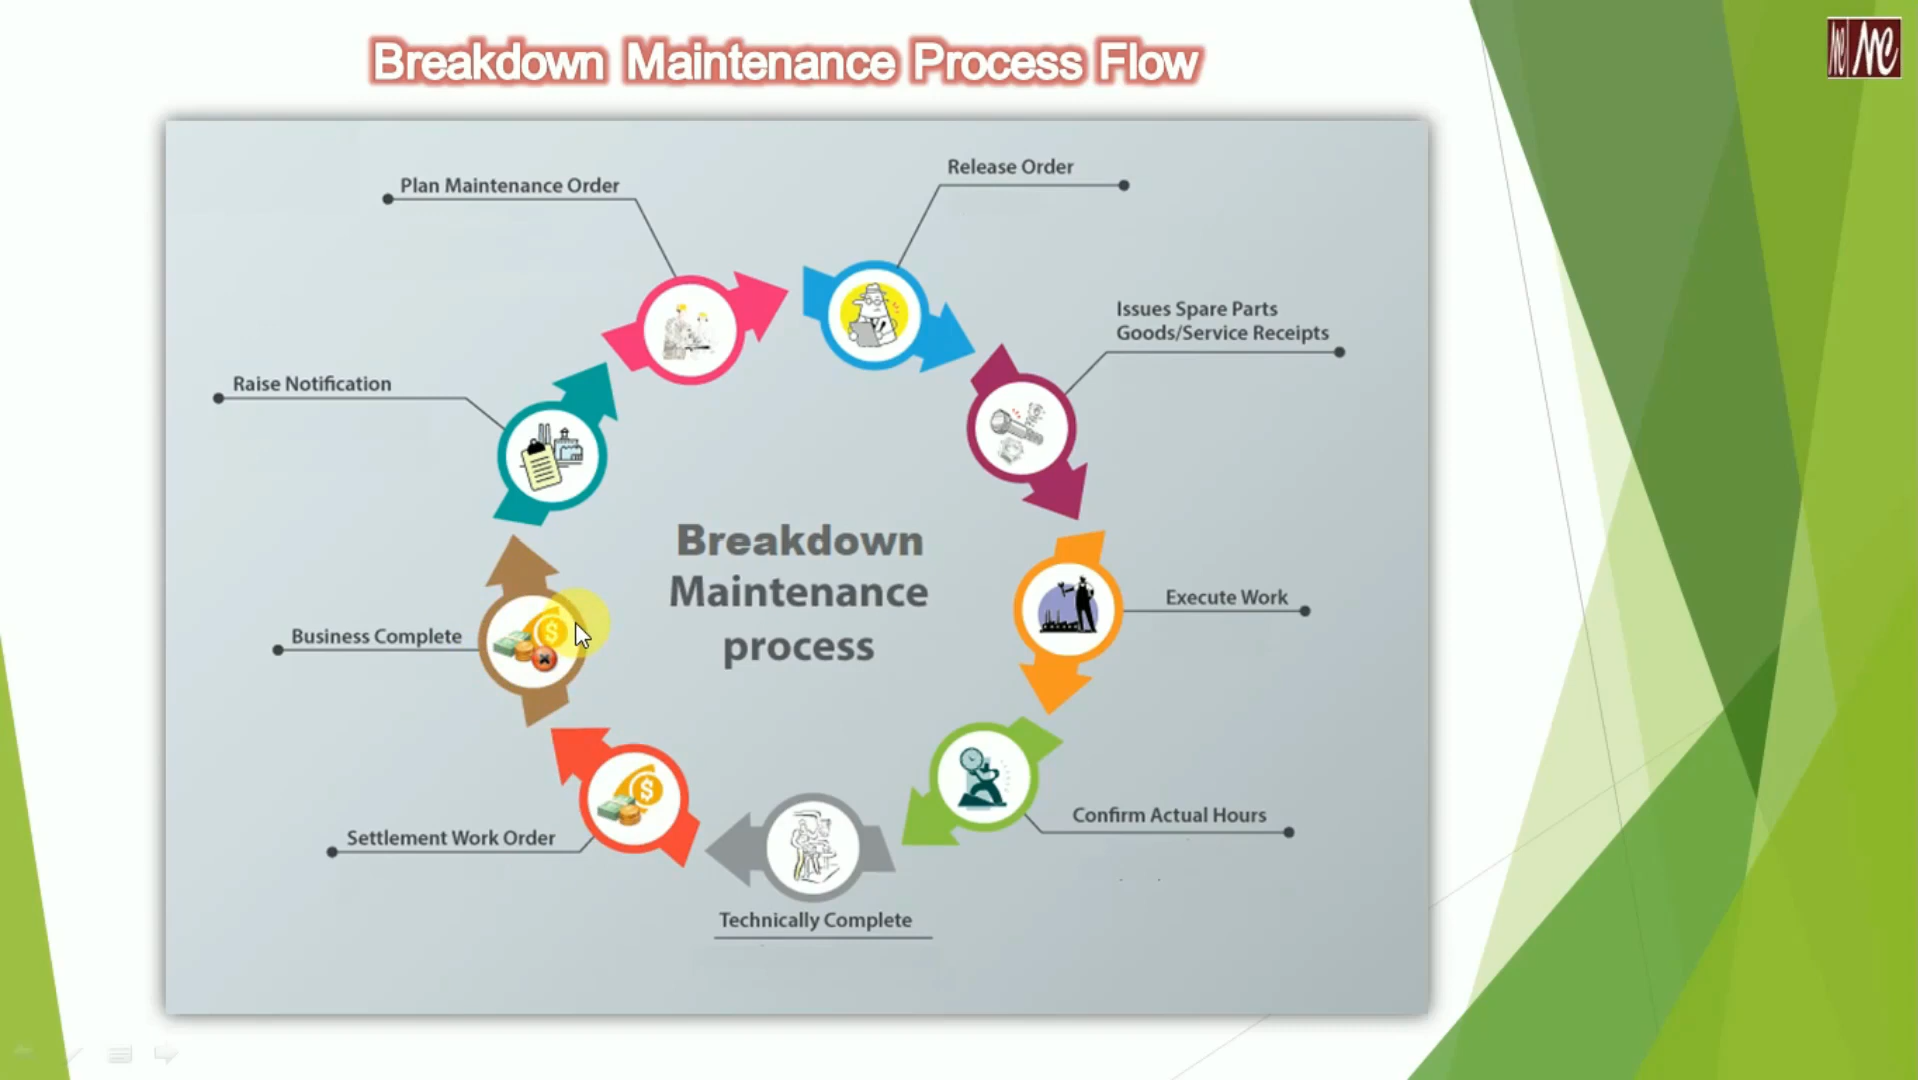 Breakdown Maintenance Process Flow
Plan Maintenance Order
Release Order
Issues Spare Parts
Goods/Service Receipts
Raise Notification
Breakdown
Maintenance
process
Execute Work
Business Complete
Confirm Actual Hours
Settlement Work Order
Technically Complete